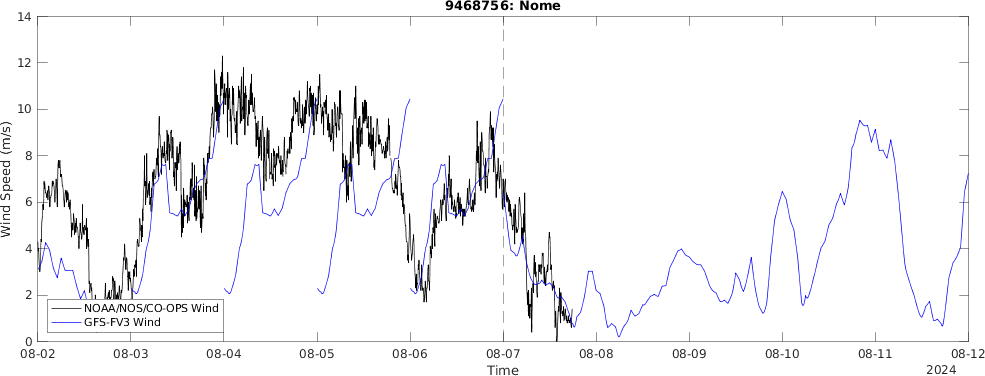 9468756: Nome
14
12
10
8
6
4
2
0
Wind Speed (m/s)
NOAA/NOS/CO-OPS Wind
GFS-FV3 Wind
08-02 08-03 08-04 08-05 08-06 08-07 08-08 08-09 08-10 08-11 08-12
Time
2024